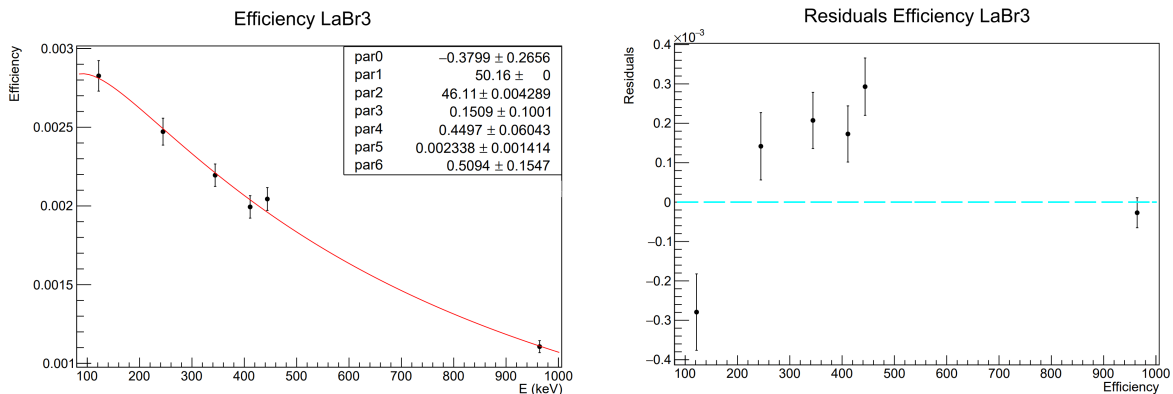 Efficiency LaBr3
Efficiency
0.003
0.0025
0.002
0.0015
0.001
par0 −0.3799 ± 0.2656
par1 50.16 ± 0
par2 46.11 ± 0.004289
par3 0.1509 ± 0.1001
par4 0.4497 ± 0.06043
par5 0.002338 ± 0.001414
par6 0.5094 ± 0.1547
100 200 300 400 500 600 700 800 900 1000
E (keV)
Residuals Efficiency LaBr3
×10−3
Residuals
0.4
0.3
0.2
0.1
0
−0.1
−0.2
−0.3
−0.4
100 200 300 400 500 600 700 800 900 1000
Efficiency